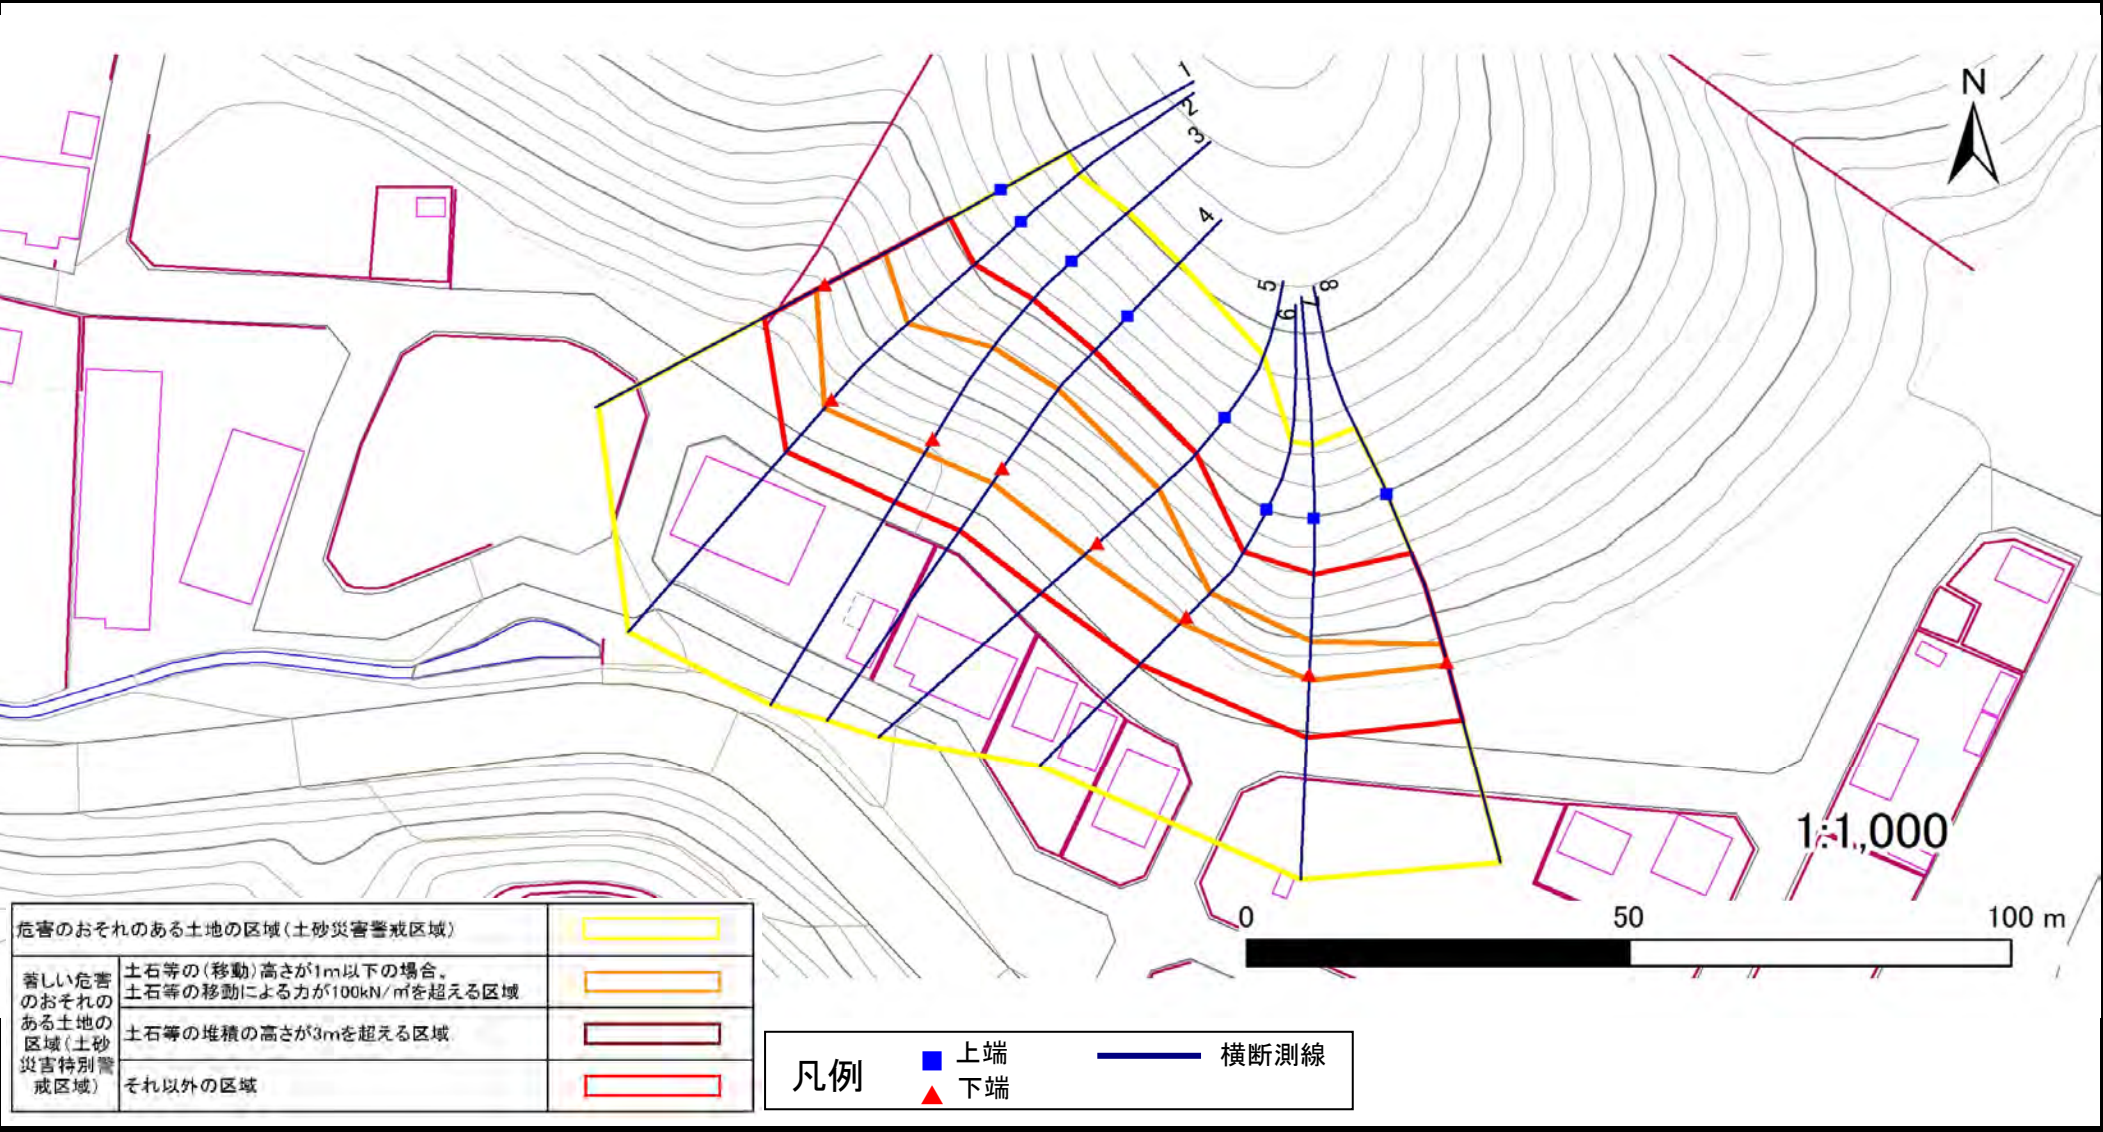 1
2
3
4
5
6
7
8
N
1:1,000
0 50 100 m
危害のおそれのある土地の区域(土砂災害警戒区域)
著しい危害
のおそれの
ある土地の
区域(土砂
災害特別警
戒区域)
土石等の(移動)高さが1m以下の場合、
土石等の移動による力が100kN/㎡を超える区域
土石等の堆積の高さが3mを超える区域
それ以外の区域
凡例
上端
下端
横断測線